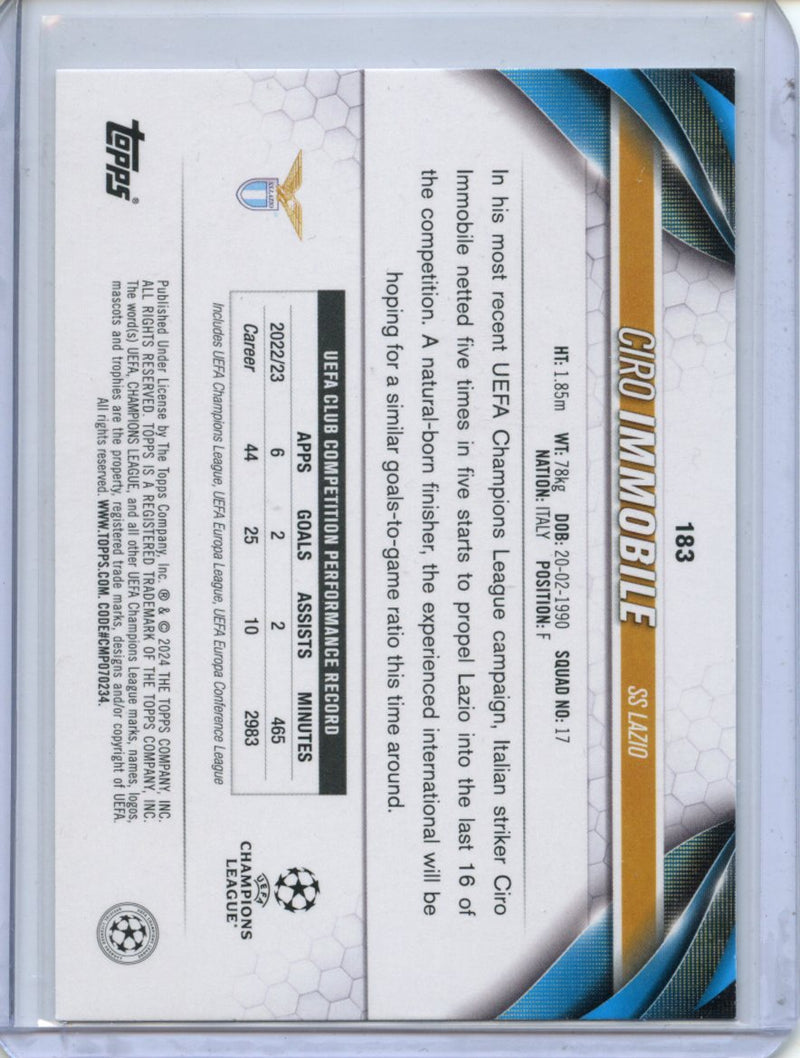 183
CIRO IMMOBILE SS LAZIO
HT: 1.85m WT: 78kg DOB: 20-02-1990 SQUAD NO: 17
NATION: ITALY POSITION: F
In his most recent UEFA Champions League campaign, Italian striker Ciro
Immobile netted five times in five starts to propel Lazio into the last 16 of
the competition. A natural-born finisher, the experienced international will be
hoping for a similar goals-to-game ratio this time around.
UEFA CLUB COMPETITION PERFORMANCE RECORD
APPS GOALS ASSISTS MINUTES
2022/23 6 2 2 465
Career 44 25 10 2983
Includes UEFA Champions League, UEFA Europa League, UEFA Europa Conference League
S.S.LAZIO
UEFA
CHAMPIONS
LEAGUE®
topps®
Published Under License by The Topps Company, Inc. ® & © 2024 THE TOPPS COMPANY, INC.
ALL RIGHTS RESERVED. TOPPS IS A REGISTERED TRADEMARK OF THE TOPPS COMPANY, INC.
The word(s) UEFA, CHAMPIONS LEAGUE, and all other UEFA Champions League marks, names, logos,
mascots and trophies are the property, registered trade marks, designs and/or copyright of UEFA.
All rights reserved. WWW.TOPPS.COM. CODE#CMP070234.